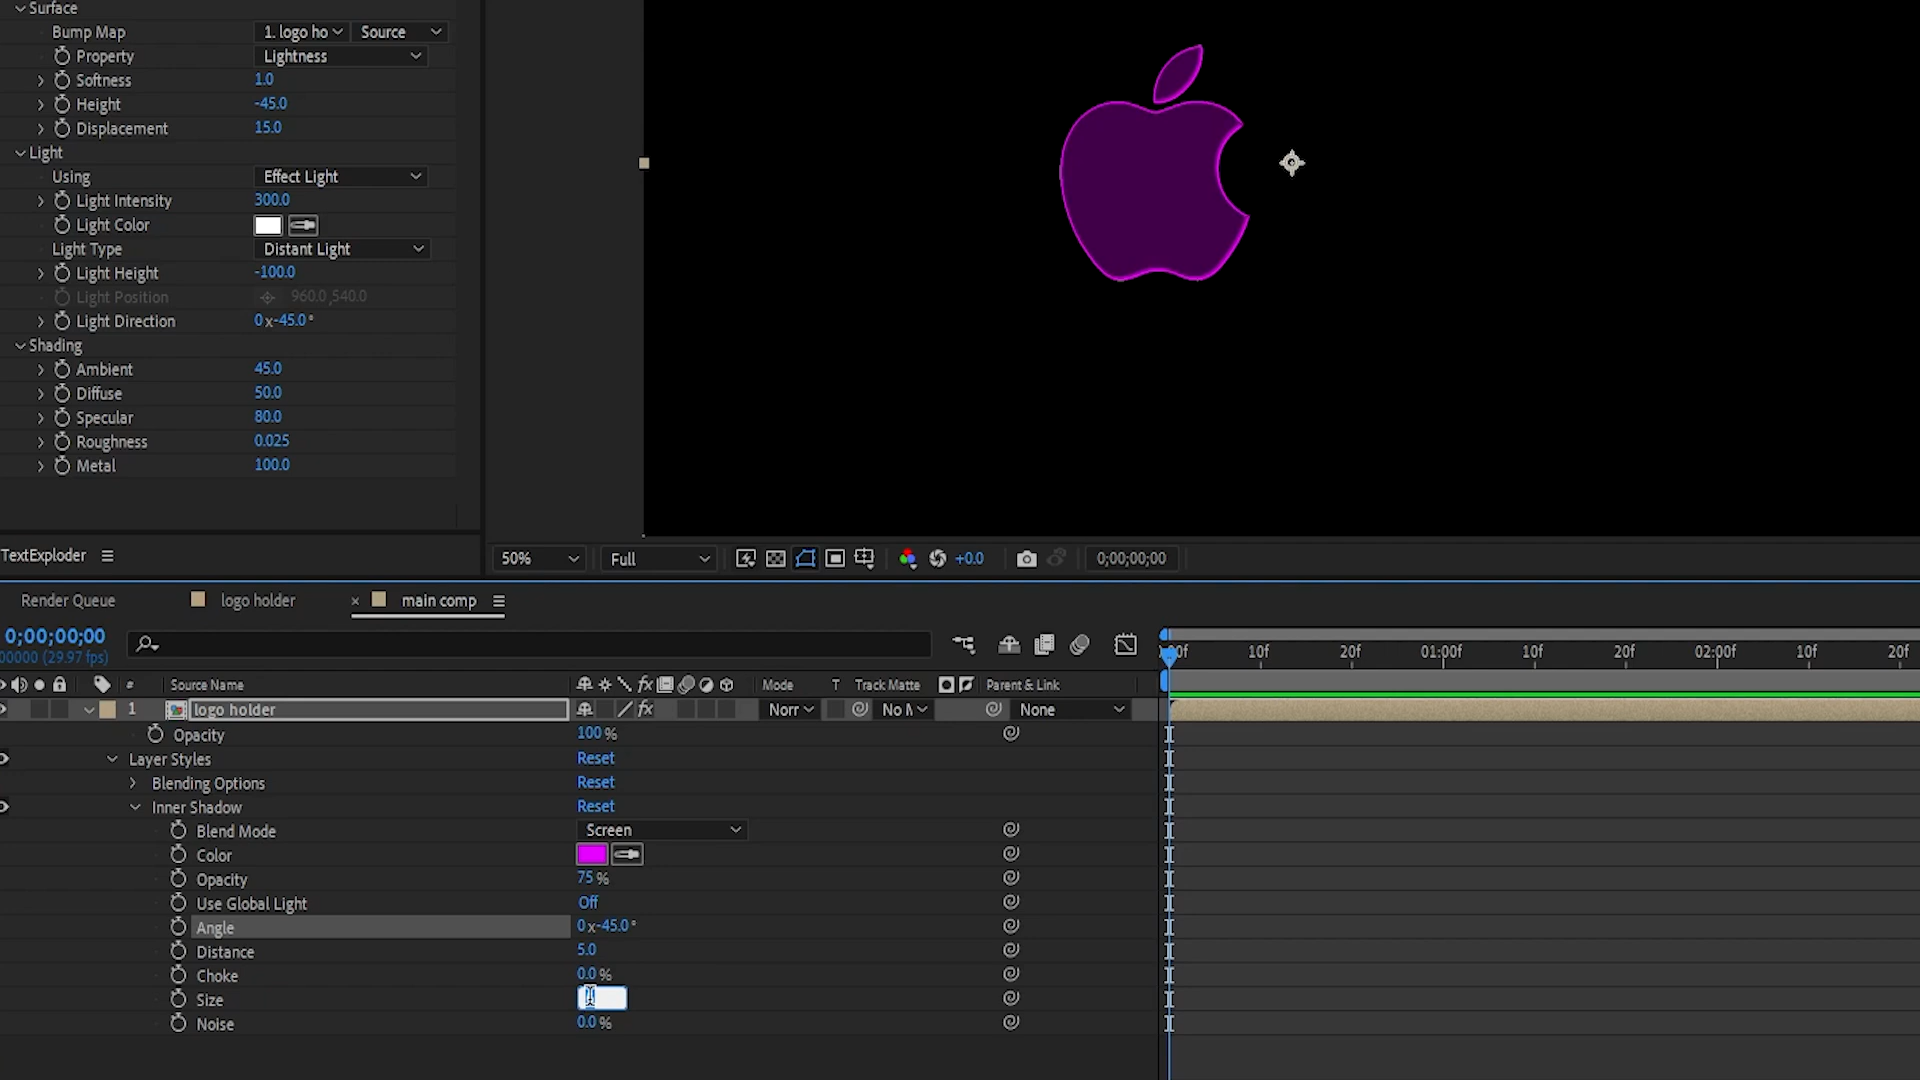 Surface
Bump Map 1. logo ho Source
Property Lightness
Softness 1.0
Height -45.0
Displacement 15.0
Light
Using Effect Light
Light Intensity 300.0
Light Color
Light Type Distant Light
Light Height -100.0
Light Position 960.0,540.0
Light Direction 0x-45.0°
Shading
Ambient 45.0
Diffuse 50.0
Specular 80.0
Roughness 0.025
Metal 100.0
TextExploder
50% Full +0.0 0;00;00;00
Render Queue logo holder × main comp
0;00;00;00
00000 (29.97 fps)
:00f 10f 20f 01:00f 10f 20f 02:00f 10f 20f
# Source Name fx Mode T Track Matte Parent & Link
1 logo holder fx Norr No M None
Opacity 100%
Layer Styles Reset
Blending Options Reset
Inner Shadow Reset
Blend Mode Screen
Color
Opacity 75%
Use Global Light Off
Angle 0x-45.0°
Distance 5.0
Choke 0.0%
Size
Noise 0.0%